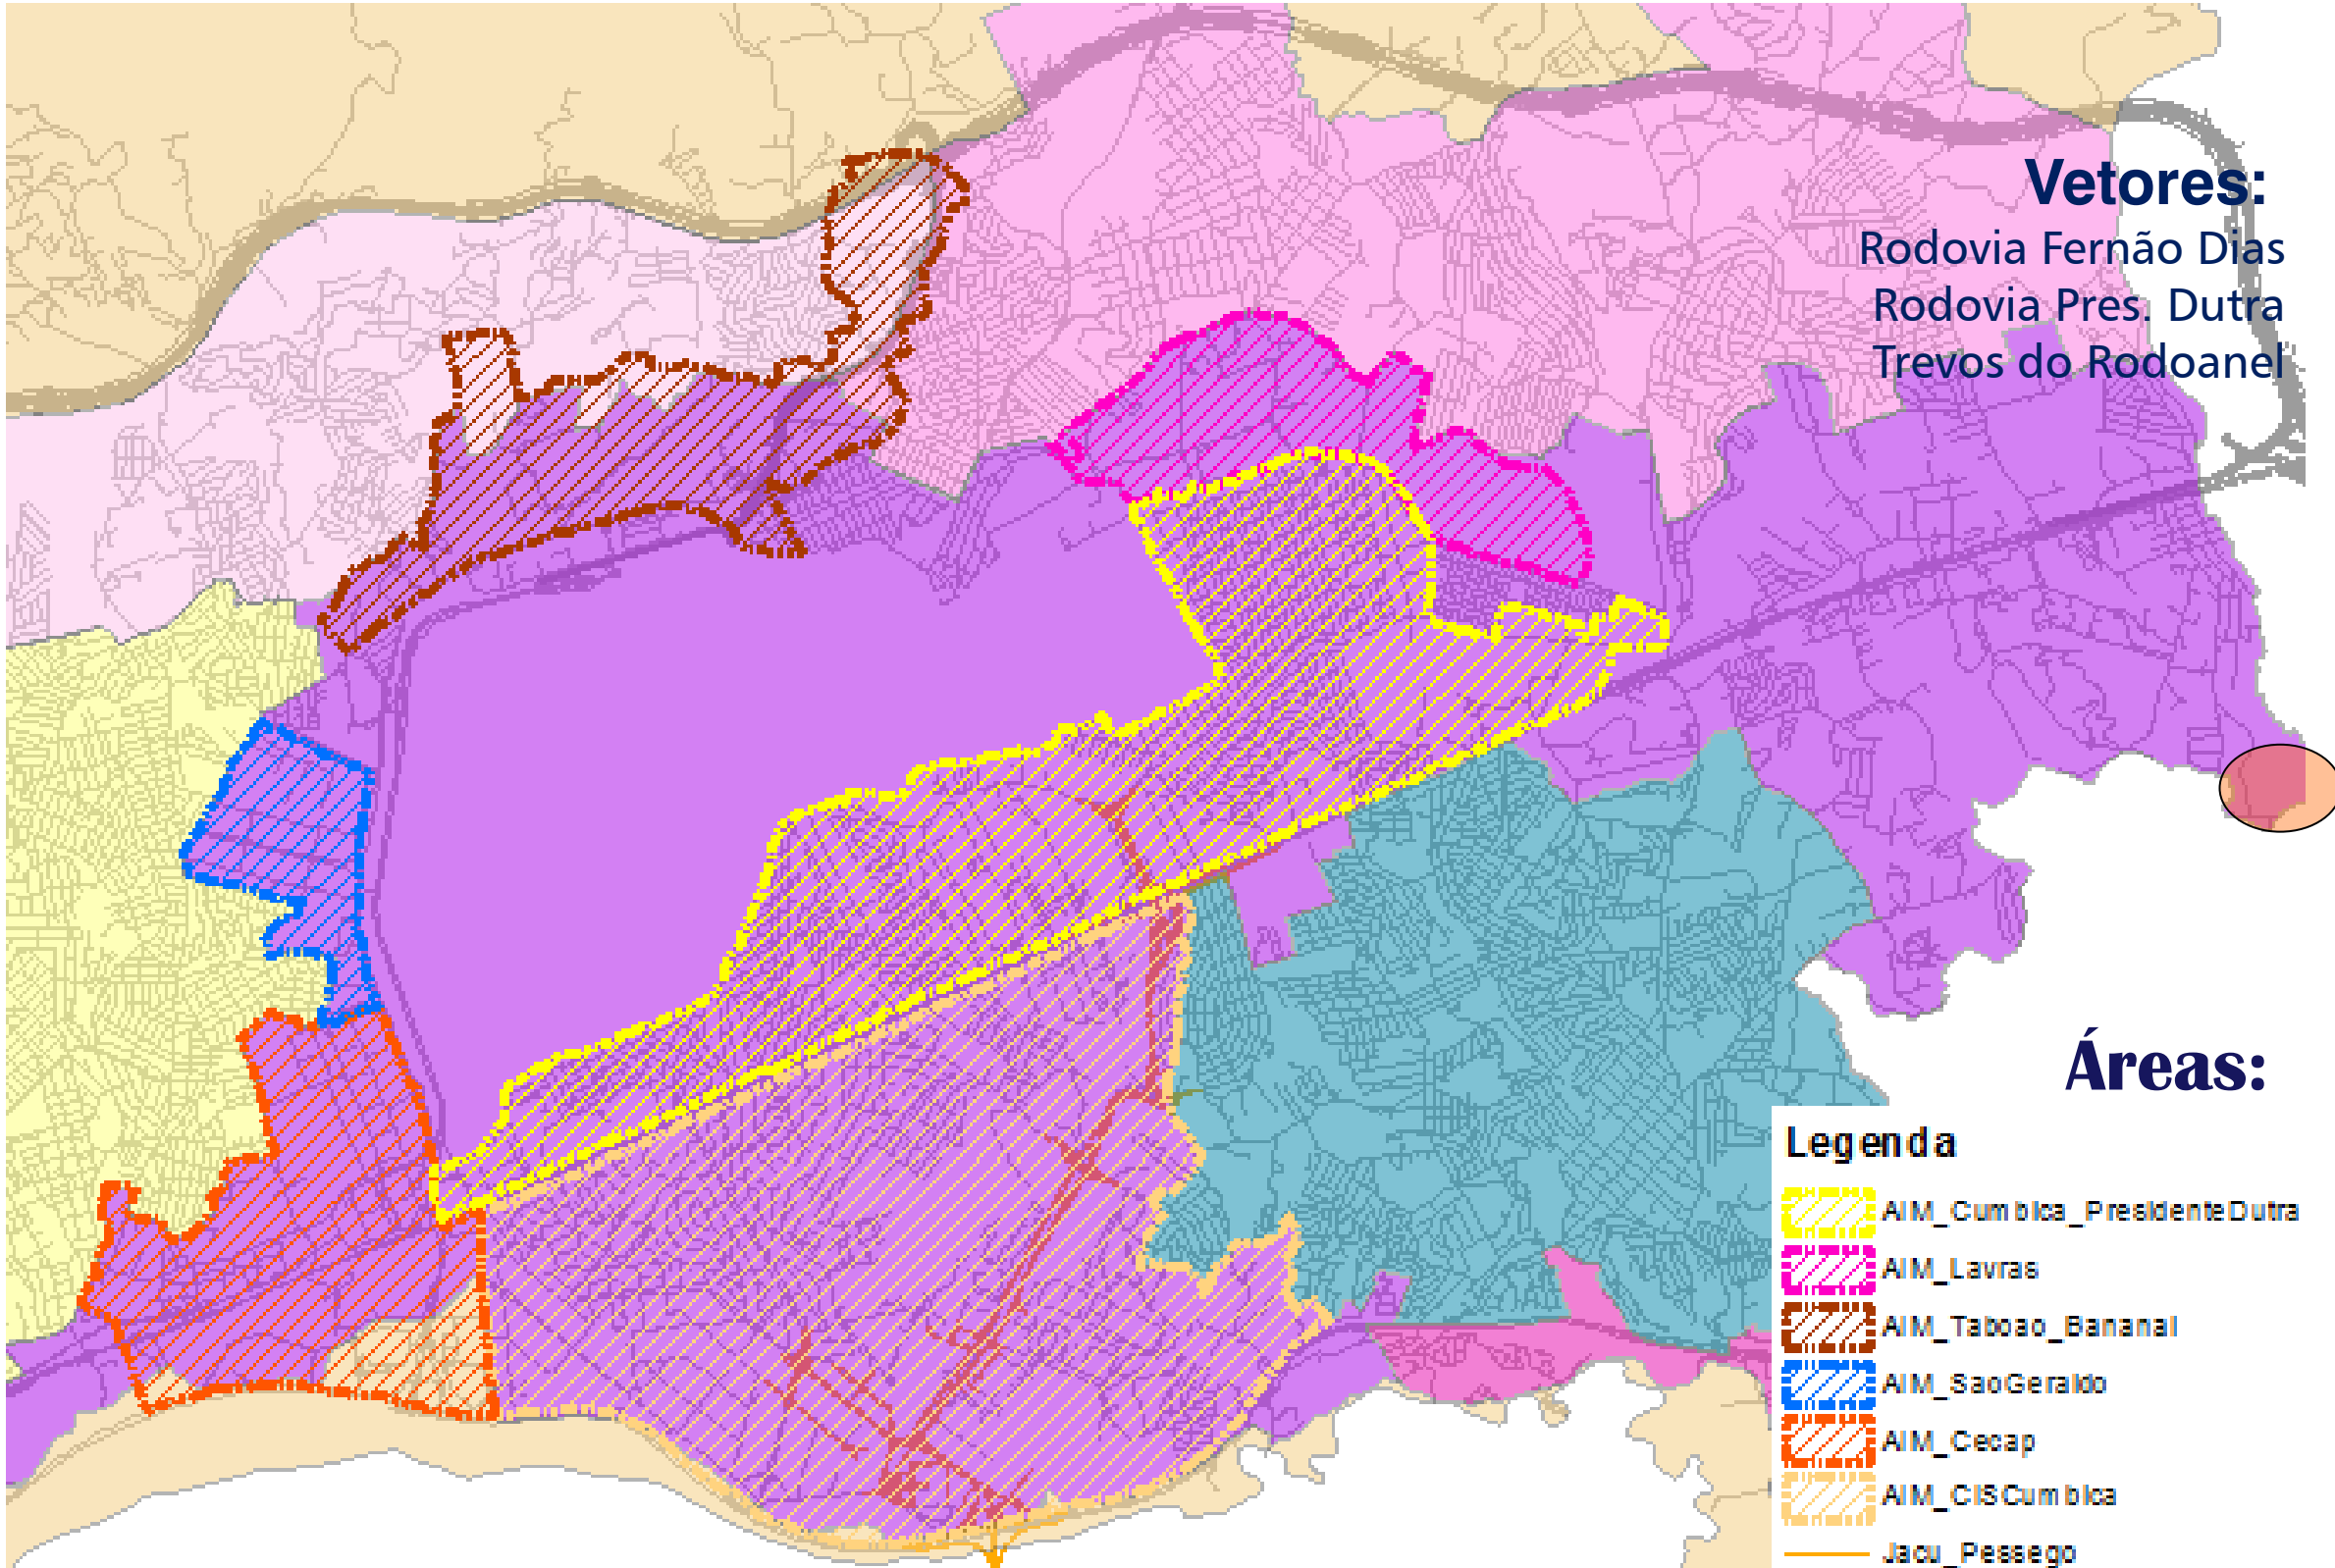 Vetores:
Rodovia Fernão Dias
Rodovia Pres. Dutra
Trevos do Rodoanel
Áreas:
Legenda
AIM_Cumbica_PresidenteDutra
AIM_Lavras
AIM_Taboao_Bananal
AIM_SaoGeraldo
AIM_Cecap
AIM_CISCumbica
Jacu_Pessego